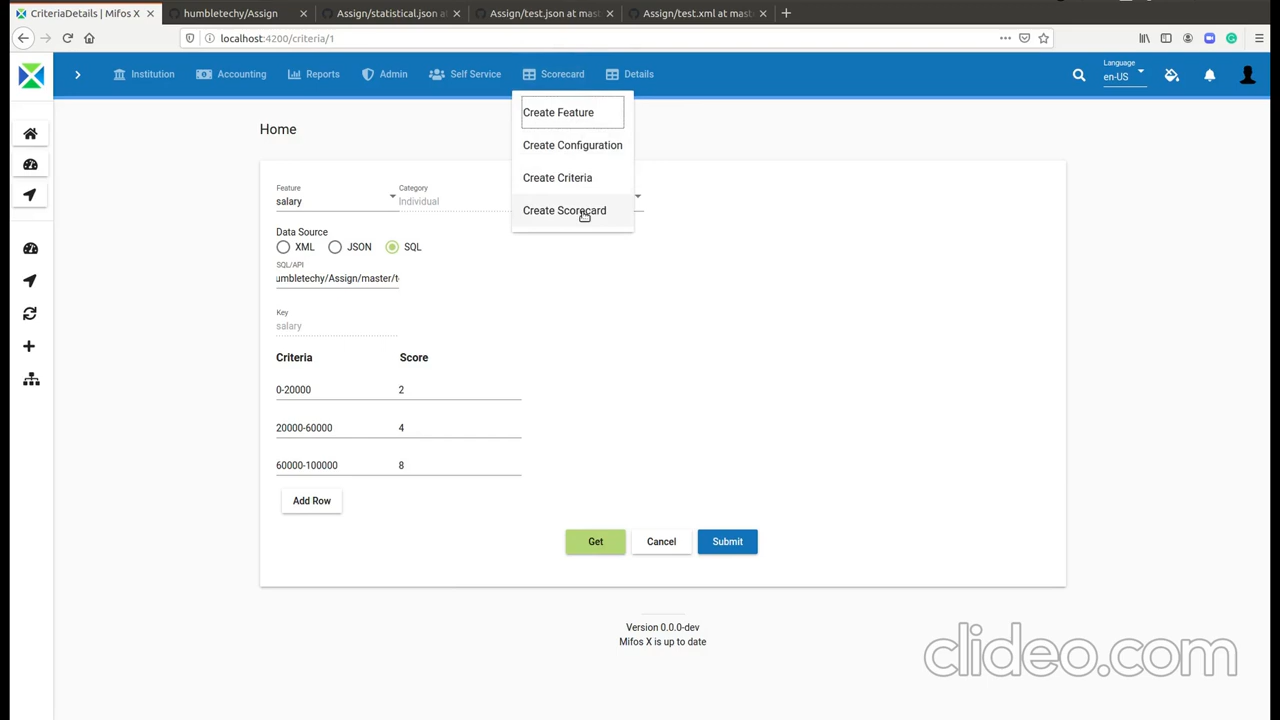 CriteriaDetails | Mifos X
humbletechy/Assign
Assign/statistical.json at
Assign/test.json at mast
Assign/test.xml at mast
localhost:4200/criteria/1
Institution
Accounting
Reports
Admin
Self Service
Scorecard
Details
Language
en-US
Create Feature
Create Configuration
Create Criteria
Create Scorecard
Home
Feature
salary
Category
Individual
Data Source
XML
JSON
SQL
SQL/API
umbletechy/Assign/master/t
Key
salary
Criteria Score
0-20000 2
20000-60000 4
60000-100000 8
Add Row
Get
Cancel
Submit
Version 0.0.0-dev
Mifos X is up to date
clideo.com